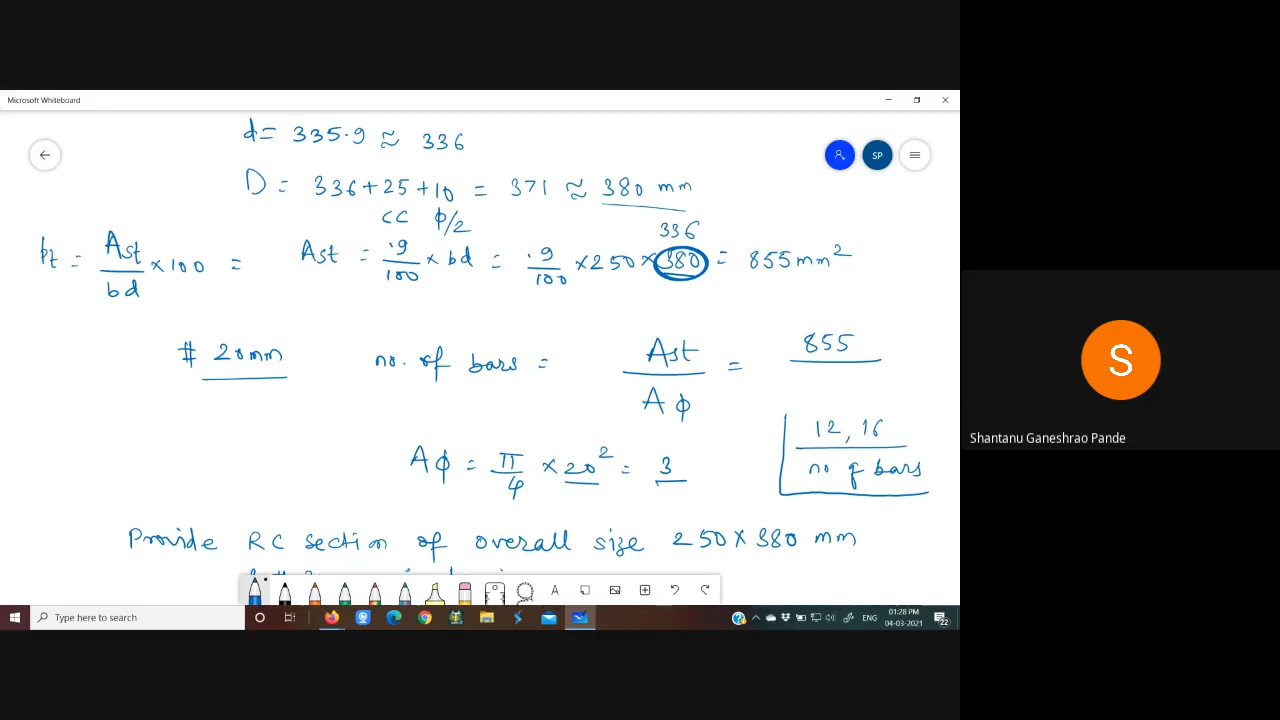 Microsoft Whiteboard
d = 335.9 ≈ 336
D = 336 + 25 + 10 = 371 ≈ 380 mm
CC φ/2
336
pt = Ast/bd × 100 = Ast = .9/100 × bd = .9/100 × 250 × 380 = 855 mm²
# 20mm no. of bars = Ast/Aφ = 855
12, 16
no of bars
Aφ = π/4 × 20² = 3
Provide RC section of overall size 250 × 380 mm
SP
S
Shantanu Ganeshrao Pande
Type here to search
ENG
01:28 PM
04-03-2021
22